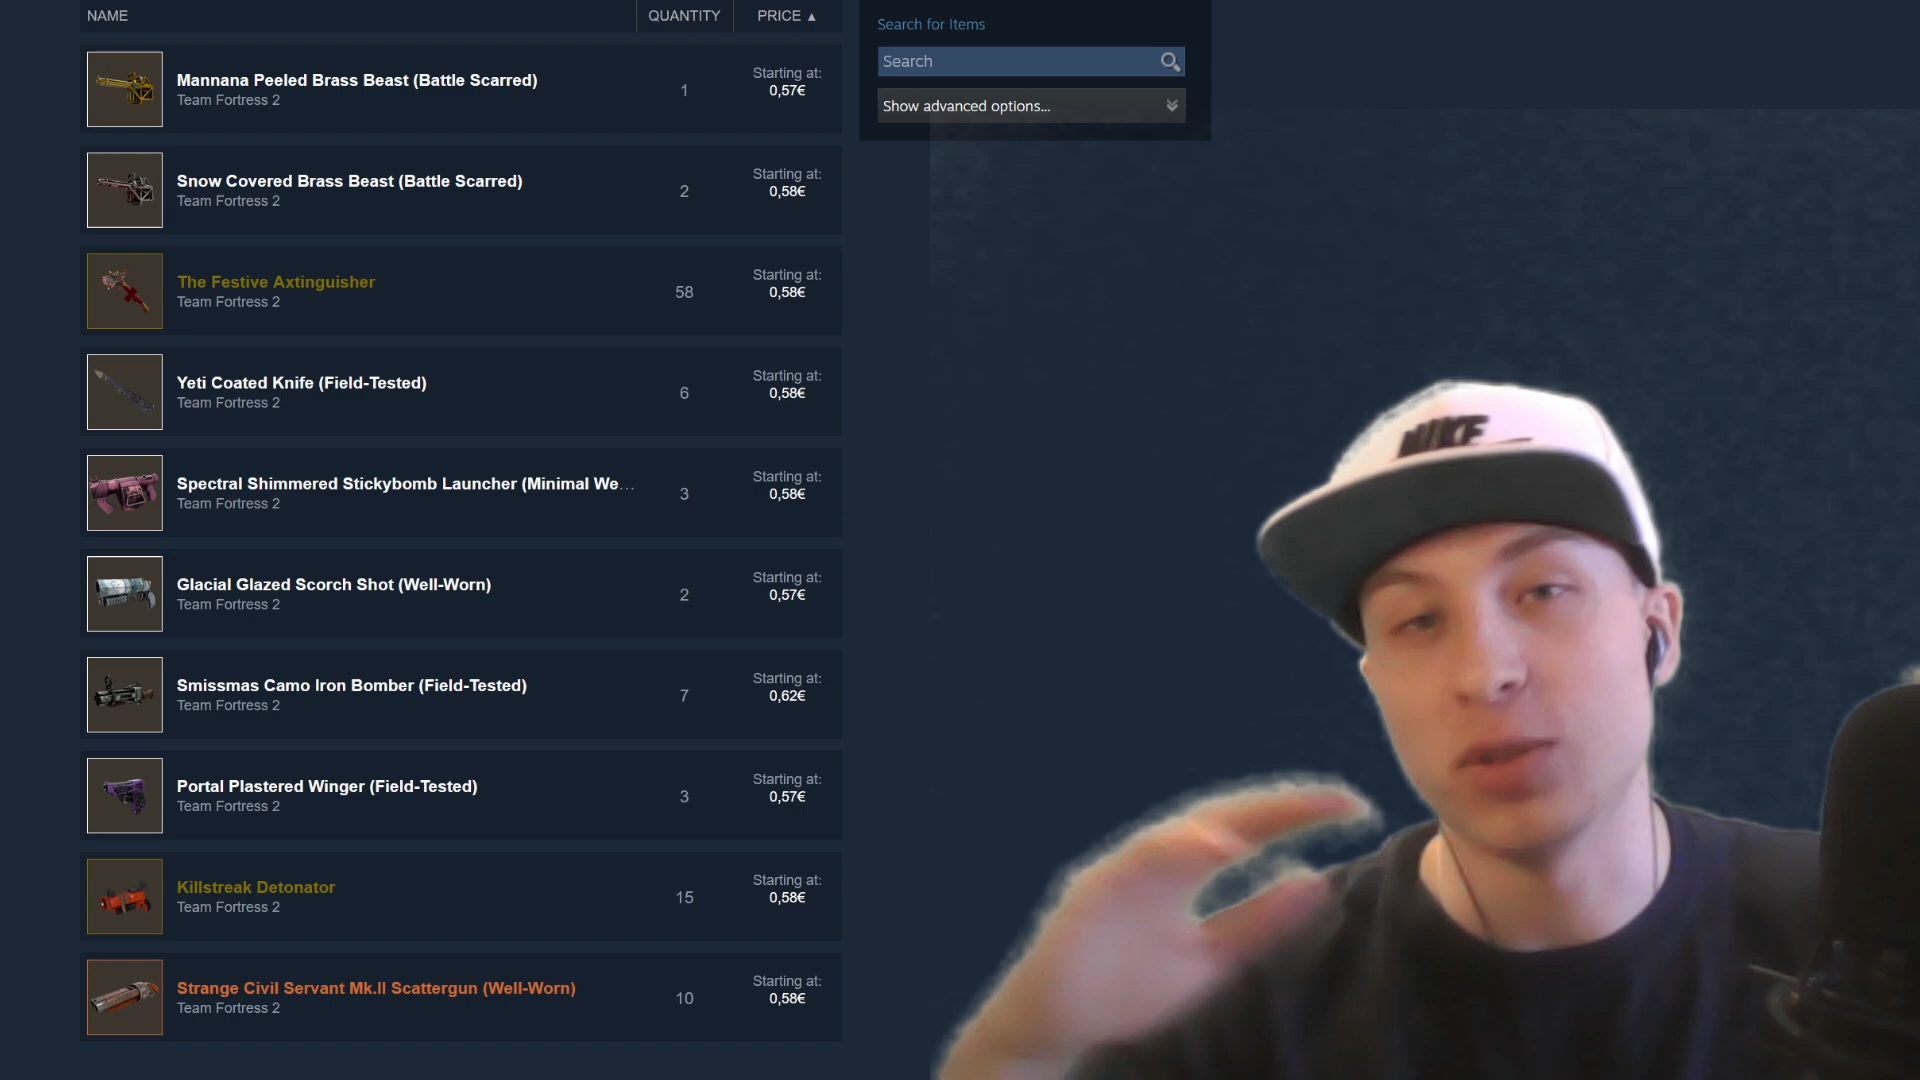 NAME QUANTITY PRICE ▲
Mannana Peeled Brass Beast (Battle Scarred)
Team Fortress 2
1
Starting at:
0,57€
Snow Covered Brass Beast (Battle Scarred)
Team Fortress 2
2
Starting at:
0,58€
The Festive Axtinguisher
Team Fortress 2
58
Starting at:
0,58€
Yeti Coated Knife (Field-Tested)
Team Fortress 2
6
Starting at:
0,58€
Spectral Shimmered Stickybomb Launcher (Minimal We...
Team Fortress 2
3
Starting at:
0,58€
Glacial Glazed Scorch Shot (Well-Worn)
Team Fortress 2
2
Starting at:
0,57€
Smissmas Camo Iron Bomber (Field-Tested)
Team Fortress 2
7
Starting at:
0,62€
Portal Plastered Winger (Field-Tested)
Team Fortress 2
3
Starting at:
0,57€
Killstreak Detonator
Team Fortress 2
15
Starting at:
0,58€
Strange Civil Servant Mk.II Scattergun (Well-Worn)
Team Fortress 2
10
Starting at:
0,58€
Search for Items
Search
Show advanced options...
NIKE